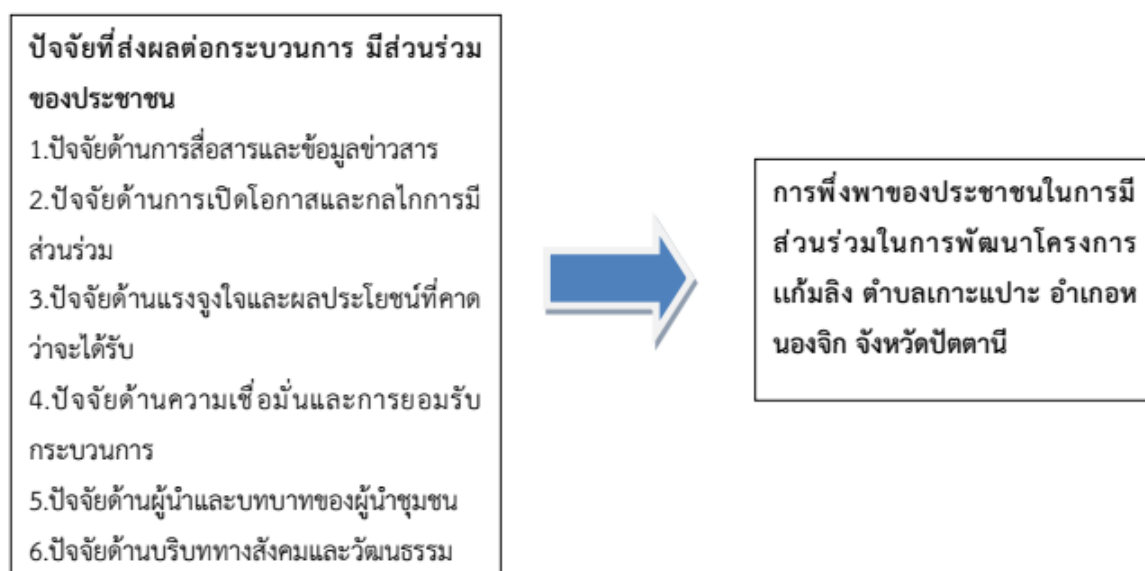 ปัจจัยที่ส่งผลต่อกระบวนการ มีส่วนร่วม
ของประชาชน
1.ปัจจัยด้านการสื่อสารและข้อมูลข่าวสาร
2.ปัจจัยด้านการเปิดโอกาสและกลไกการมี
ส่วนร่วม
3.ปัจจัยด้านแรงจูงใจและผลประโยชน์ที่คาด
ว่าจะได้รับ
4.ปัจจัยด้านความเชื่อมั่นและการยอมรับ
กระบวนการ
5.ปัจจัยด้านผู้นำและบทบาทของผู้นำชุมชน
6.ปัจจัยด้านบริบททางสังคมและวัฒนธรรม
การพึ่งพาของประชาชนในการมี
ส่วนร่วมในการพัฒนาโครงการ
แก้มลิง ตำบลเกาะแปะ อำเภอห
นองจิก จังหวัดปัตตานี